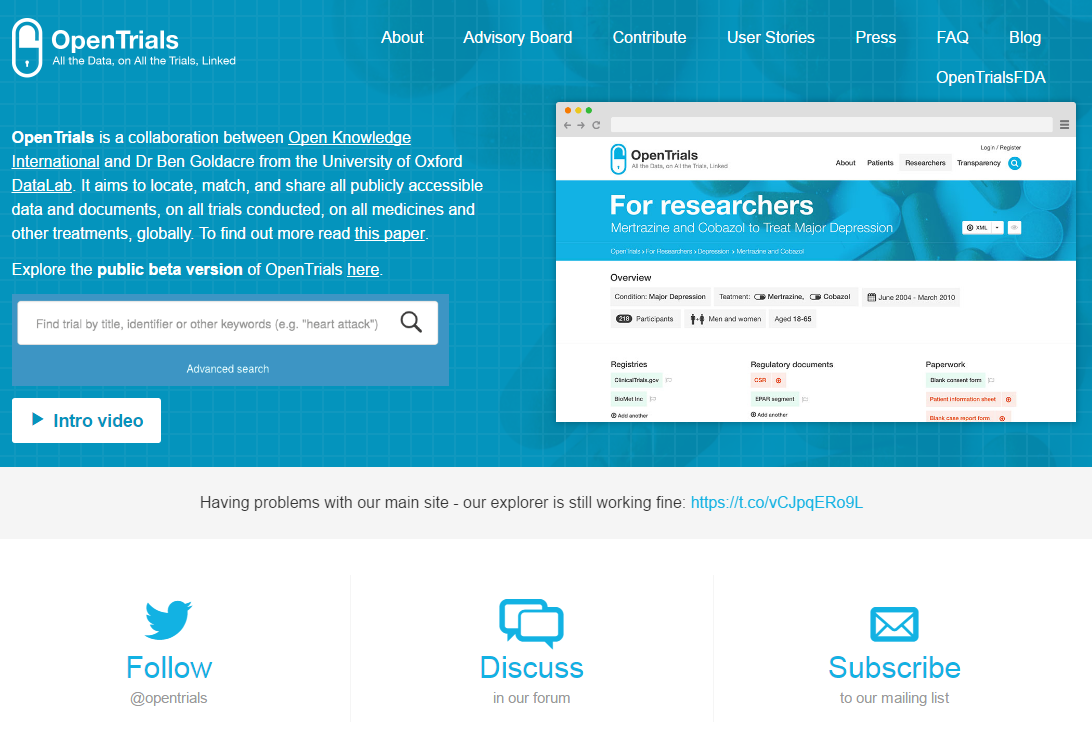 OpenTrials
All the Data, on All the Trials, Linked
About Advisory Board Contribute User Stories Press FAQ Blog
OpenTrialsFDA
OpenTrials is a collaboration between Open Knowledge
International and Dr Ben Goldacre from the University of Oxford
DataLab. It aims to locate, match, and share all publicly accessible
data and documents, on all trials conducted, on all medicines and
other treatments, globally. To find out more read this paper.
Explore the public beta version of OpenTrials here.
Find trial by title, identifier or other keywords (e.g. "heart attack")
Advanced search
Intro video
Login / Register
OpenTrials
All the Data, on All the Trials, Linked
About Patients Researchers Transparency
For researchers
Mertrazine and Cobazol to Treat Major Depression
XML
OpenTrials > For Researchers > Depression > Mertrazine and Cobazol
Overview
Condition: Major Depression Teatment: Mertrazine, Cobazol June 2004 - March 2010
218 Participants Men and women Aged 18-65
Registries Regulatory documents Paperwork
ClinicalTrials.gov CSR Blank consent form
BioMet Inc EPAR segment Patient information sheet
Add another Add another Blank case report form
Having problems with our main site - our explorer is still working fine: https://t.co/vCJpqERo9L
Follow Discuss Subscribe
@opentrials in our forum to our mailing list